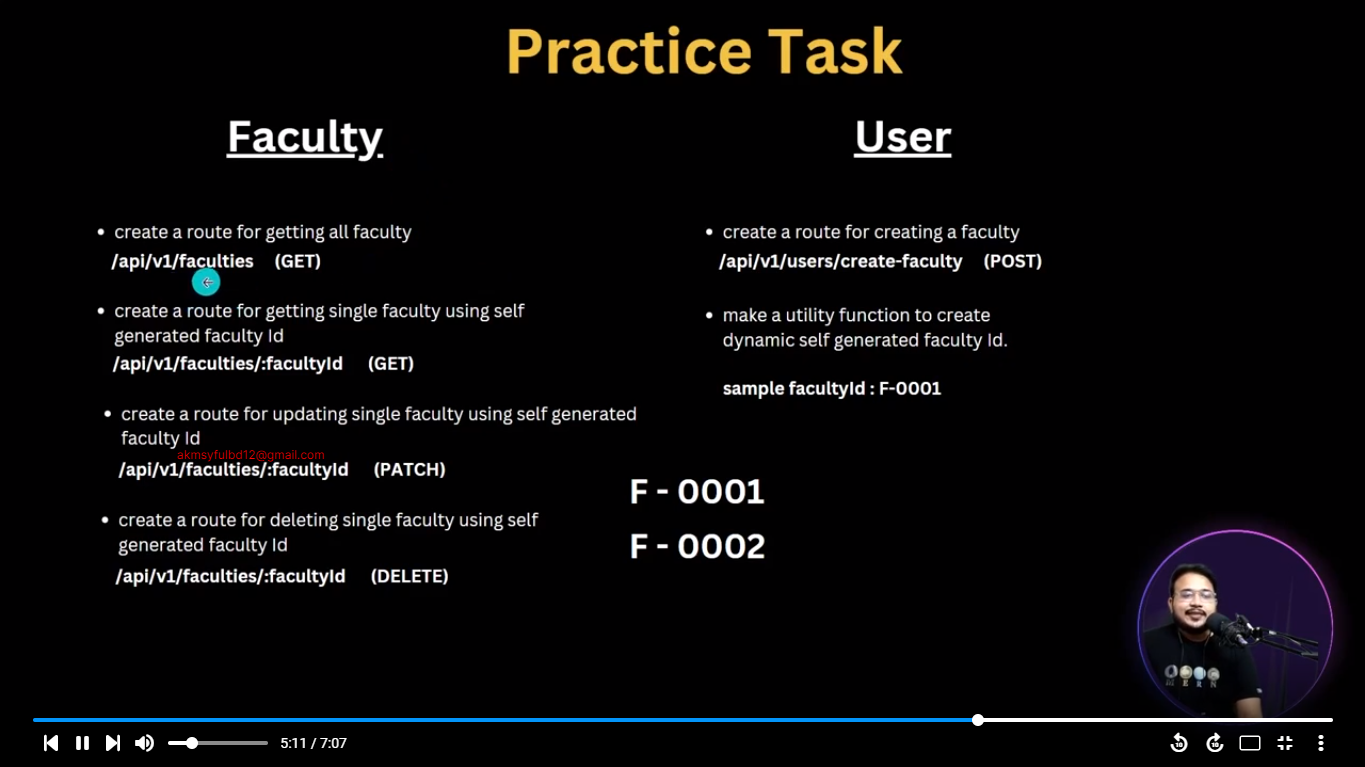 Practice Task
Faculty
• create a route for getting all faculty
/api/v1/faculties (GET)
• create a route for getting single faculty using self
generated faculty Id
/api/v1/faculties/:facultyId (GET)
• create a route for updating single faculty using self generated
faculty Id
akmsyfulbd12@gmail.com
/api/v1/faculties/:facultyId (PATCH)
• create a route for deleting single faculty using self
generated faculty Id
/api/v1/faculties/:facultyId (DELETE)
User
• create a route for creating a faculty
/api/v1/users/create-faculty (POST)
• make a utility function to create
dynamic self generated faculty Id.
sample facultyId : F-0001
F - 0001
F - 0002
5:11 / 7:07
10
10